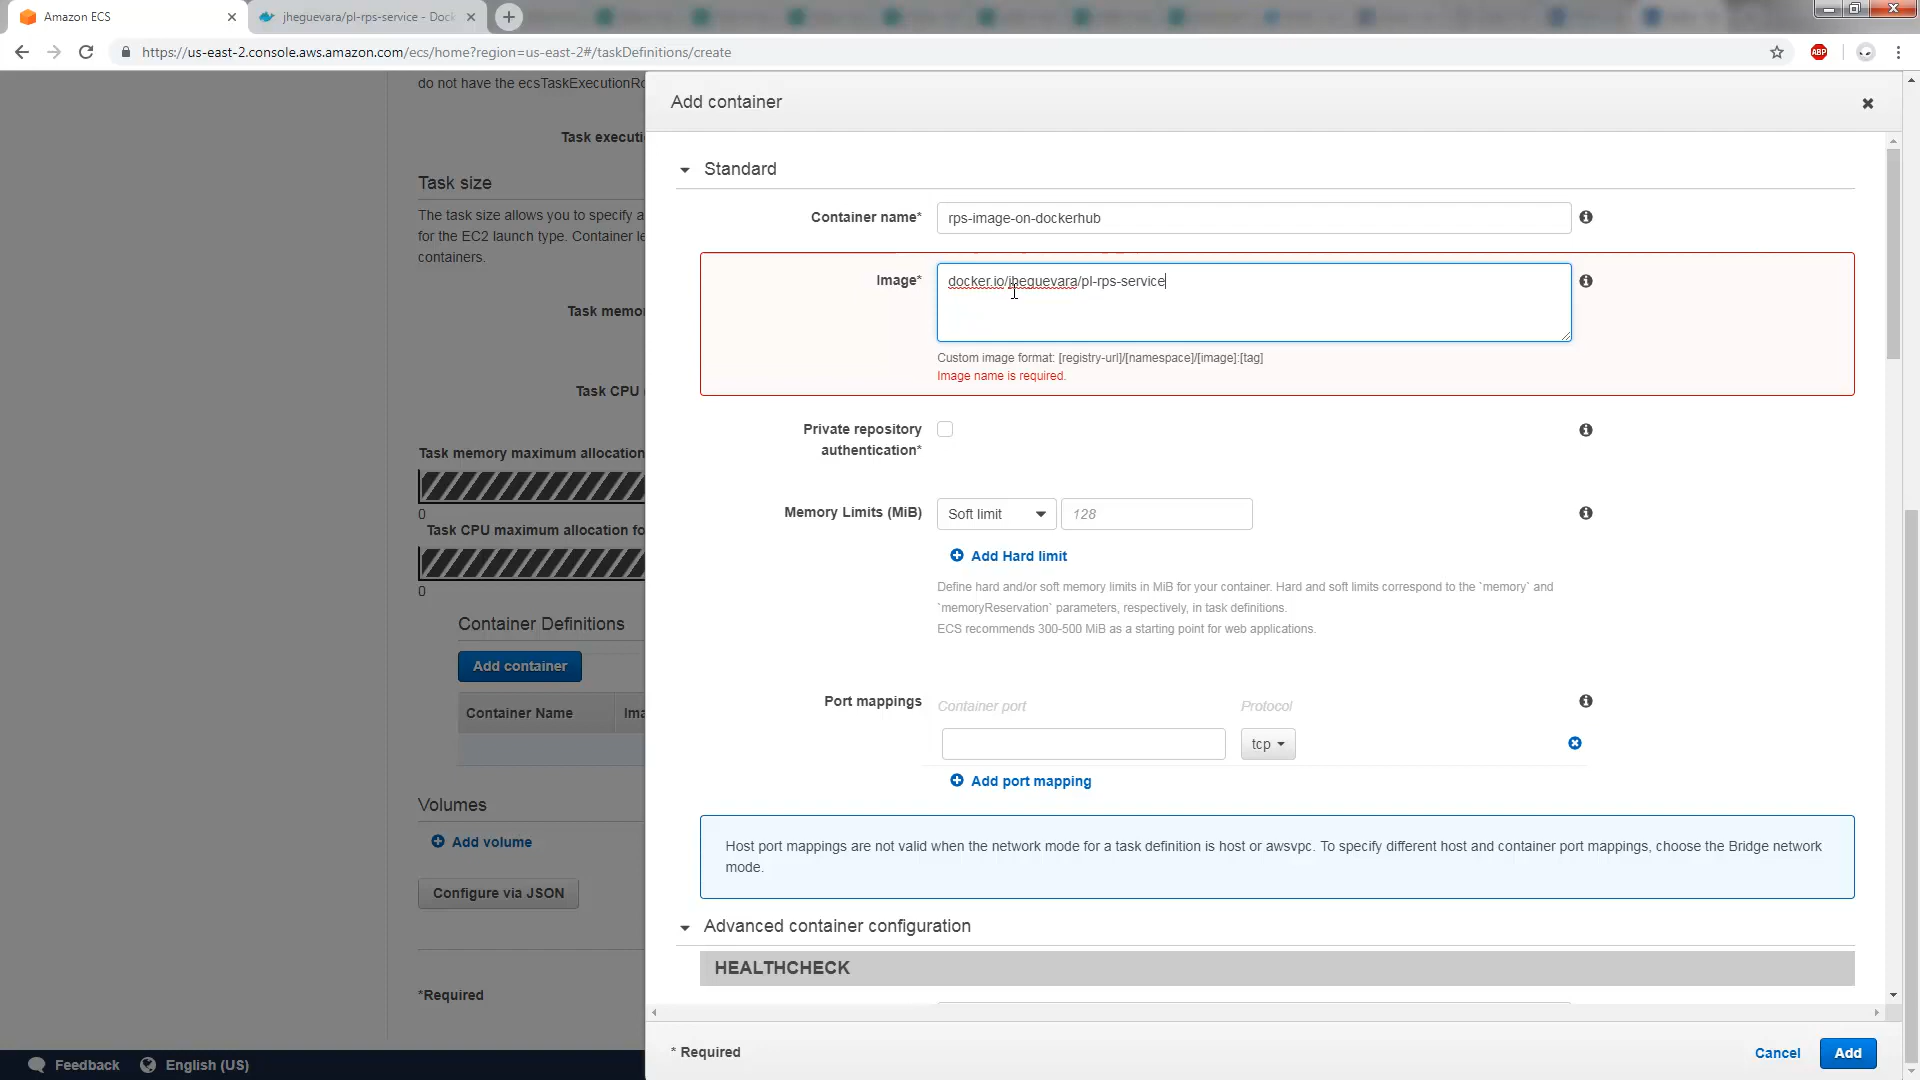 Amazon ECS
jheguevara/pl-rps-service - Dock
https://us-east-2.console.aws.amazon.com/ecs/home?region=us-east-2#/taskDefinitions/create
ABP
do not have the ecsTaskExecutionRo
Task executi
Task size
The task size allows you to specify a
for the EC2 launch type. Container le
containers.
Task memo
Task CPU
Task memory maximum allocation
0
Task CPU maximum allocation fo
0
Container Definitions
Add container
Container Name
Ima
Volumes
Add volume
Configure via JSON
*Required
Feedback
English (US)
Add container
Standard
Container name*
rps-image-on-dockerhub
Image*
docker.io/jheguevara/pl-rps-service
Custom image format: [registry-url]/[namespace]/[image]:[tag]
Image name is required.
Private repository
authentication*
Memory Limits (MiB)
Soft limit
128
Add Hard limit
Define hard and/or soft memory limits in MiB for your container. Hard and soft limits correspond to the `memory` and
`memoryReservation` parameters, respectively, in task definitions.
ECS recommends 300-500 MiB as a starting point for web applications.
Port mappings
Container port
Protocol
tcp
Add port mapping
Host port mappings are not valid when the network mode for a task definition is host or awsvpc. To specify different host and container port mappings, choose the Bridge network
mode.
Advanced container configuration
HEALTHCHECK
* Required
Cancel
Add